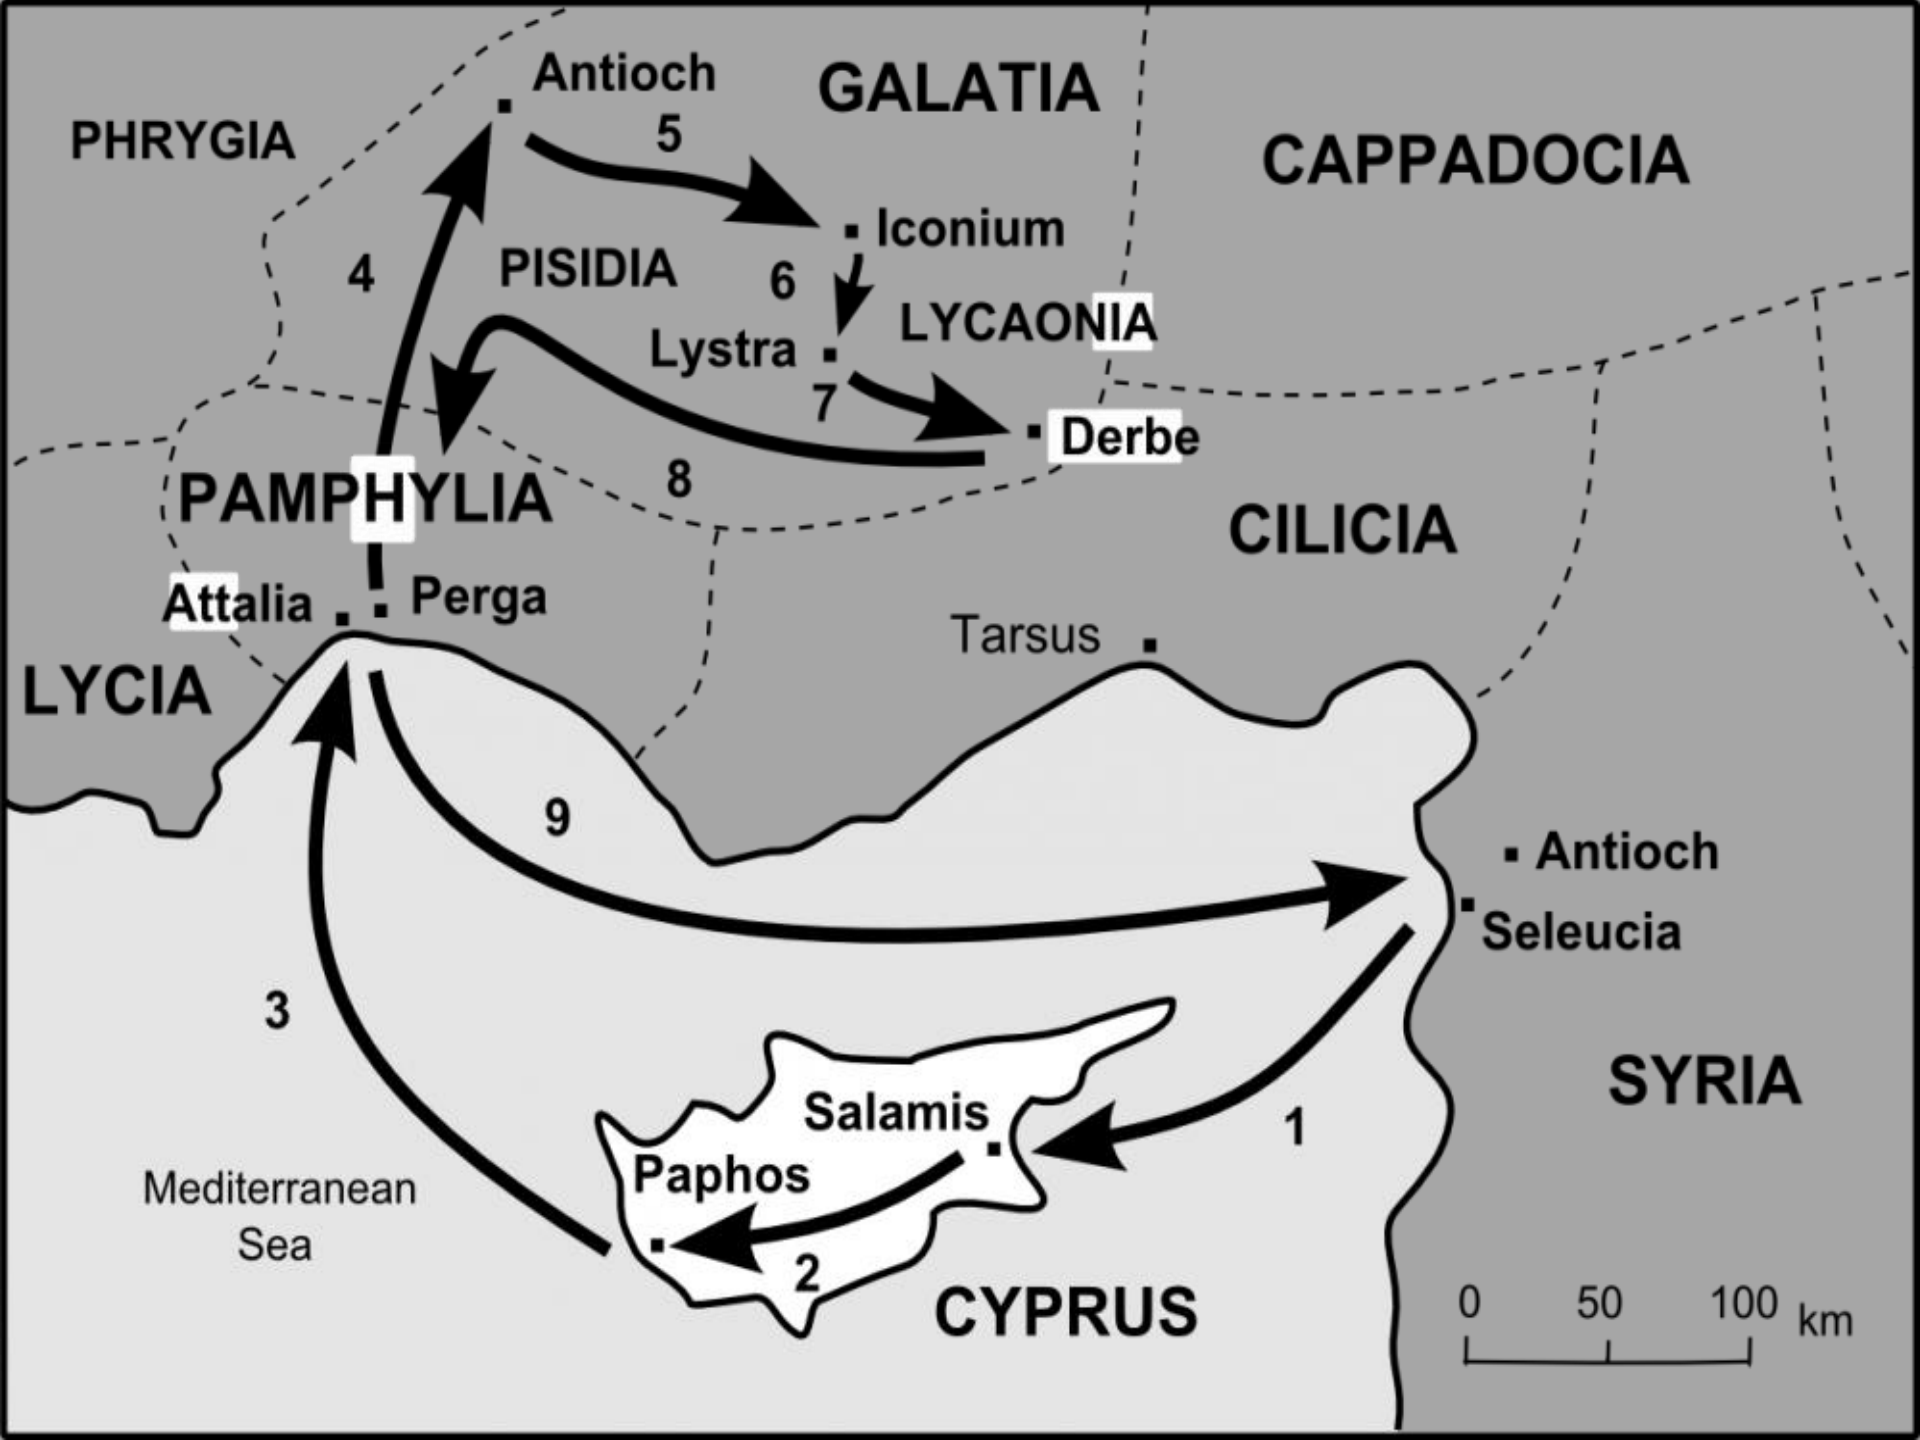 Antioch
GALATIA
5
PHRYGIA
CAPPADOCIA
Iconium
4
PISIDIA
6
LYCAONIA
Lystra
7
Derbe
8
PAMPHYLIA
CILICIA
Attalia
Perga
Tarsus
LYCIA
9
Antioch
Seleucia
3
SYRIA
Salamis
1
Paphos
Mediterranean
Sea
2
CYPRUS
0 50 100 km